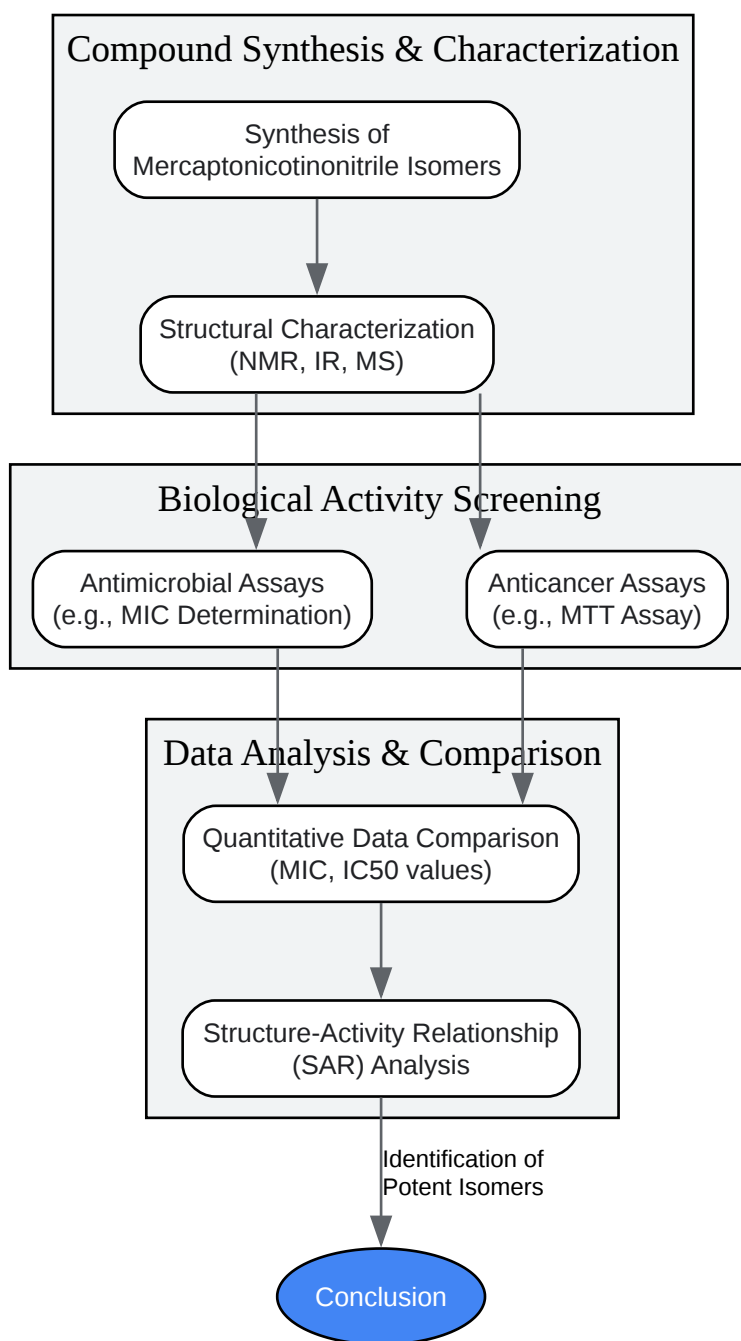 Compound Synthesis & Characterization
Synthesis of
Mercaptonicotinonitrile Isomers
Structural Characterization
(NMR, IR, MS)
Biological Activity Screening
Antimicrobial Assays
(e.g., MIC Determination)
Anticancer Assays
(e.g., MTT Assay)
Data Analysis & Comparison
Quantitative Data Comparison
(MIC, IC50 values)
Structure-Activity Relationship
(SAR) Analysis
Identification of
Potent Isomers
Conclusion